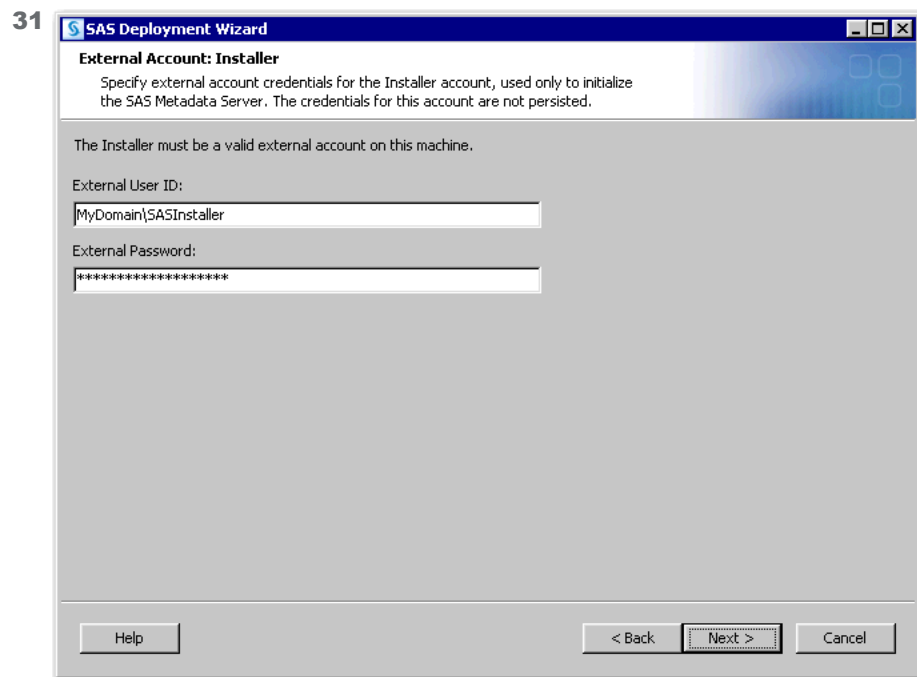 31
SAS Deployment Wizard
External Account: Installer
Specify external account credentials for the Installer account, used only to initialize
the SAS Metadata Server. The credentials for this account are not persisted.
The Installer must be a valid external account on this machine.
External User ID:
MyDomain\SASInstaller
External Password:
*******************
Help
< Back
Next >
Cancel